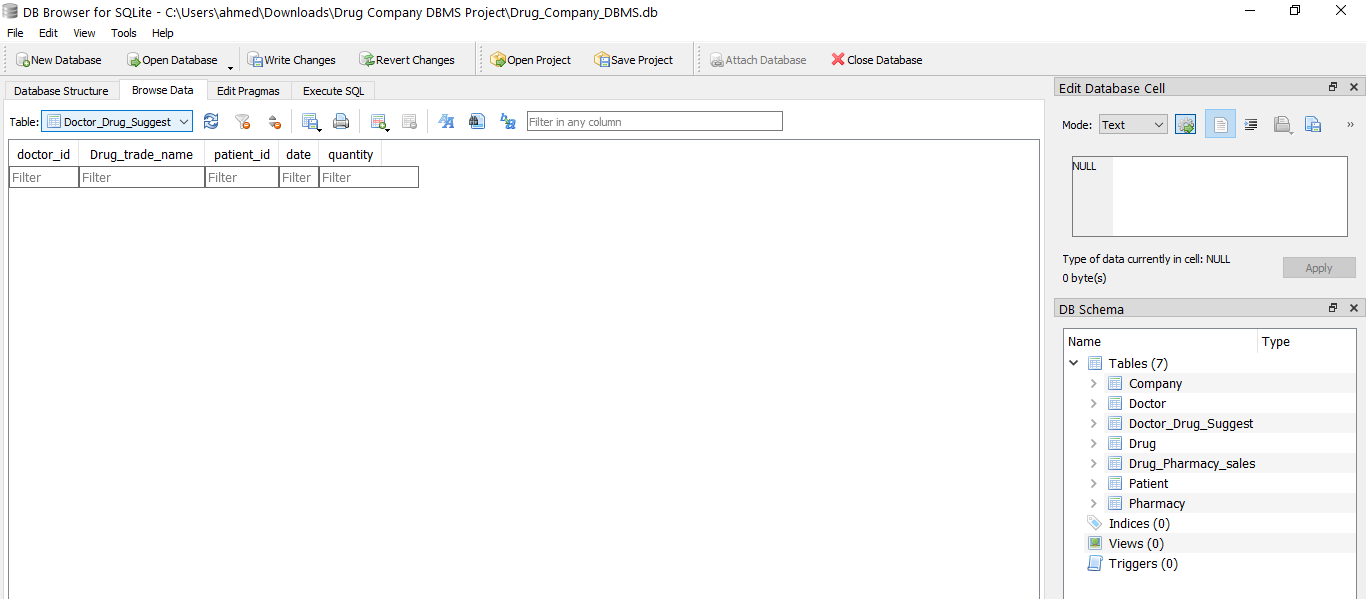 DB Browser for SQLite - C:\Users\ahmed\Downloads\Drug Company DBMS Project\Drug_Company_DBMS.db
File Edit View Tools Help
New Database Open Database Write Changes Revert Changes Open Project Save Project Attach Database Close Database
Database Structure Browse Data Edit Pragmas Execute SQL
Table: Doctor_Drug_Suggest Filter in any column
doctor_id Drug_trade_name patient_id date quantity
Filter Filter Filter Filter Filter
Edit Database Cell
Mode: Text
NULL
Type of data currently in cell: NULL
0 byte(s)
Apply
DB Schema
Name Type
Tables (7)
Company
Doctor
Doctor_Drug_Suggest
Drug
Drug_Pharmacy_sales
Patient
Pharmacy
Indices (0)
Views (0)
Triggers (0)